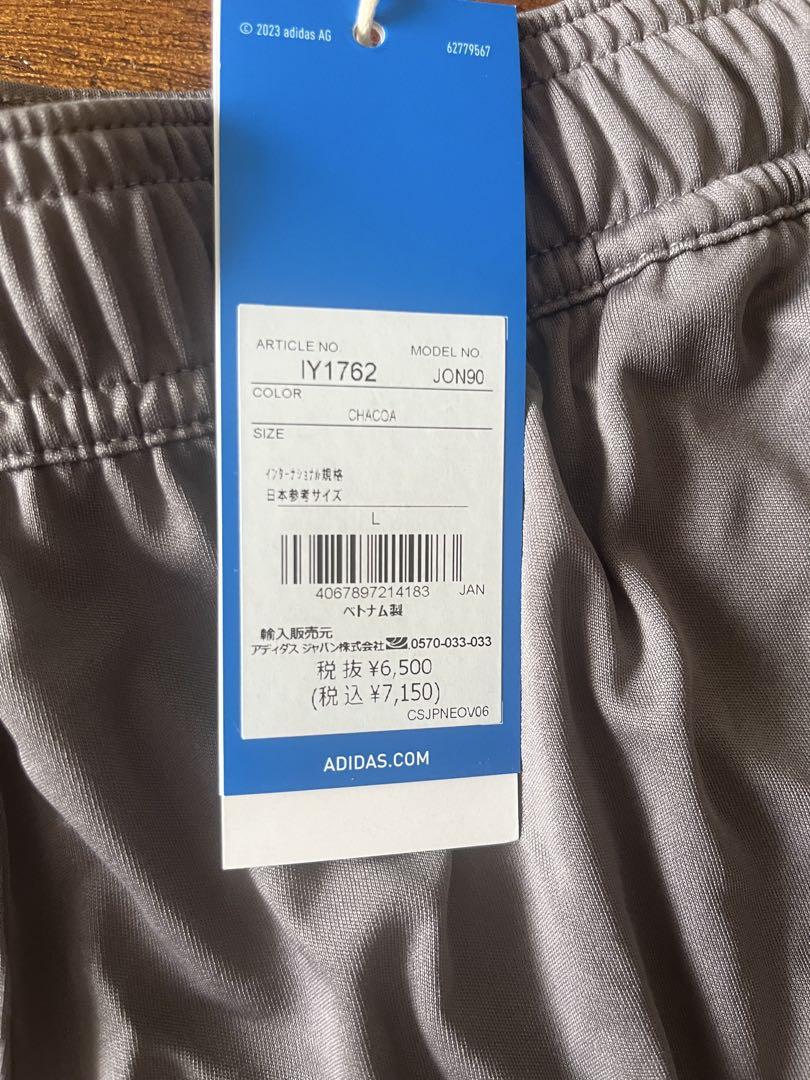 © 2023 adidas AG
62779567
ARTICLE NO.
MODEL NO.
IY1762
JON90
COLOR
CHACOA
SIZE
インターナショナル規格
日本参考サイズ
L
4067897214183 JAN
ベトナム製
輸入販売元
アディダス ジャパン株式会社 0570-033-033
税抜 ¥6,500
(税込 ¥7,150)
CSJPNEOV06
ADIDAS.COM